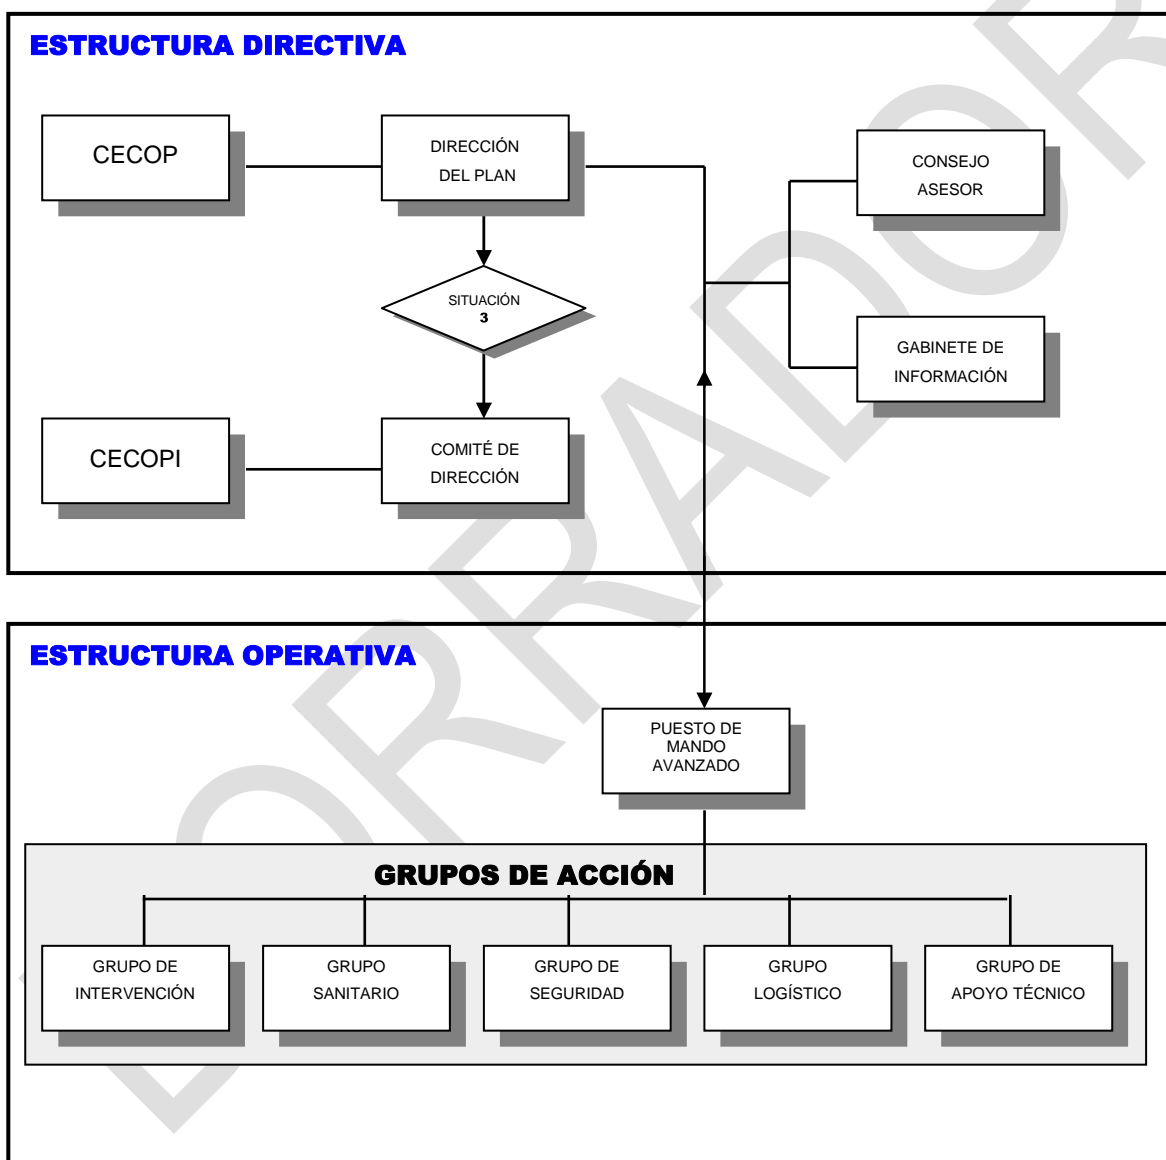 ESTRUCTURA DIRECTIVA
CECOP
DIRECCIÓN
DEL PLAN
CONSEJO
ASESOR
SITUACIÓN
3
GABINETE DE
INFORMACIÓN
CECOPI
COMITÉ DE
DIRECCIÓN
ESTRUCTURA OPERATIVA
PUESTO DE
MANDO
AVANZADO
GRUPOS DE ACCIÓN
GRUPO DE
INTERVENCIÓN
GRUPO
SANITARIO
GRUPO DE
SEGURIDAD
GRUPO
LOGÍSTICO
GRUPO DE
APOYO TÉCNICO
BORRADOR